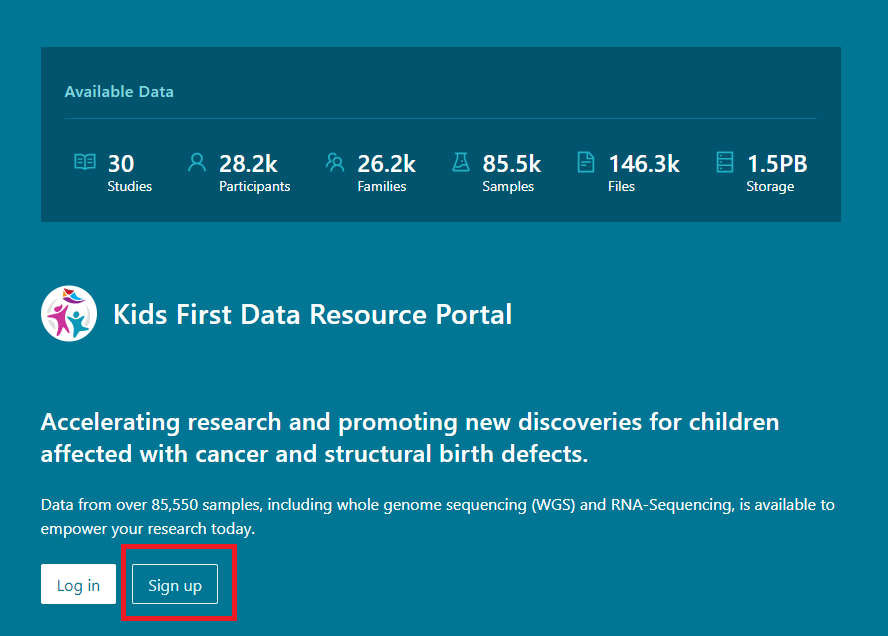 Available Data
30 28.2k 26.2k 85.5k 146.3k 1.5PB
Studies Participants Families Samples Files Storage
Kids First Data Resource Portal
Accelerating research and promoting new discoveries for children
affected with cancer and structural birth defects.
Data from over 85,550 samples, including whole genome sequencing (WGS) and RNA-Sequencing, is available to
empower your research today.
Log in Sign up